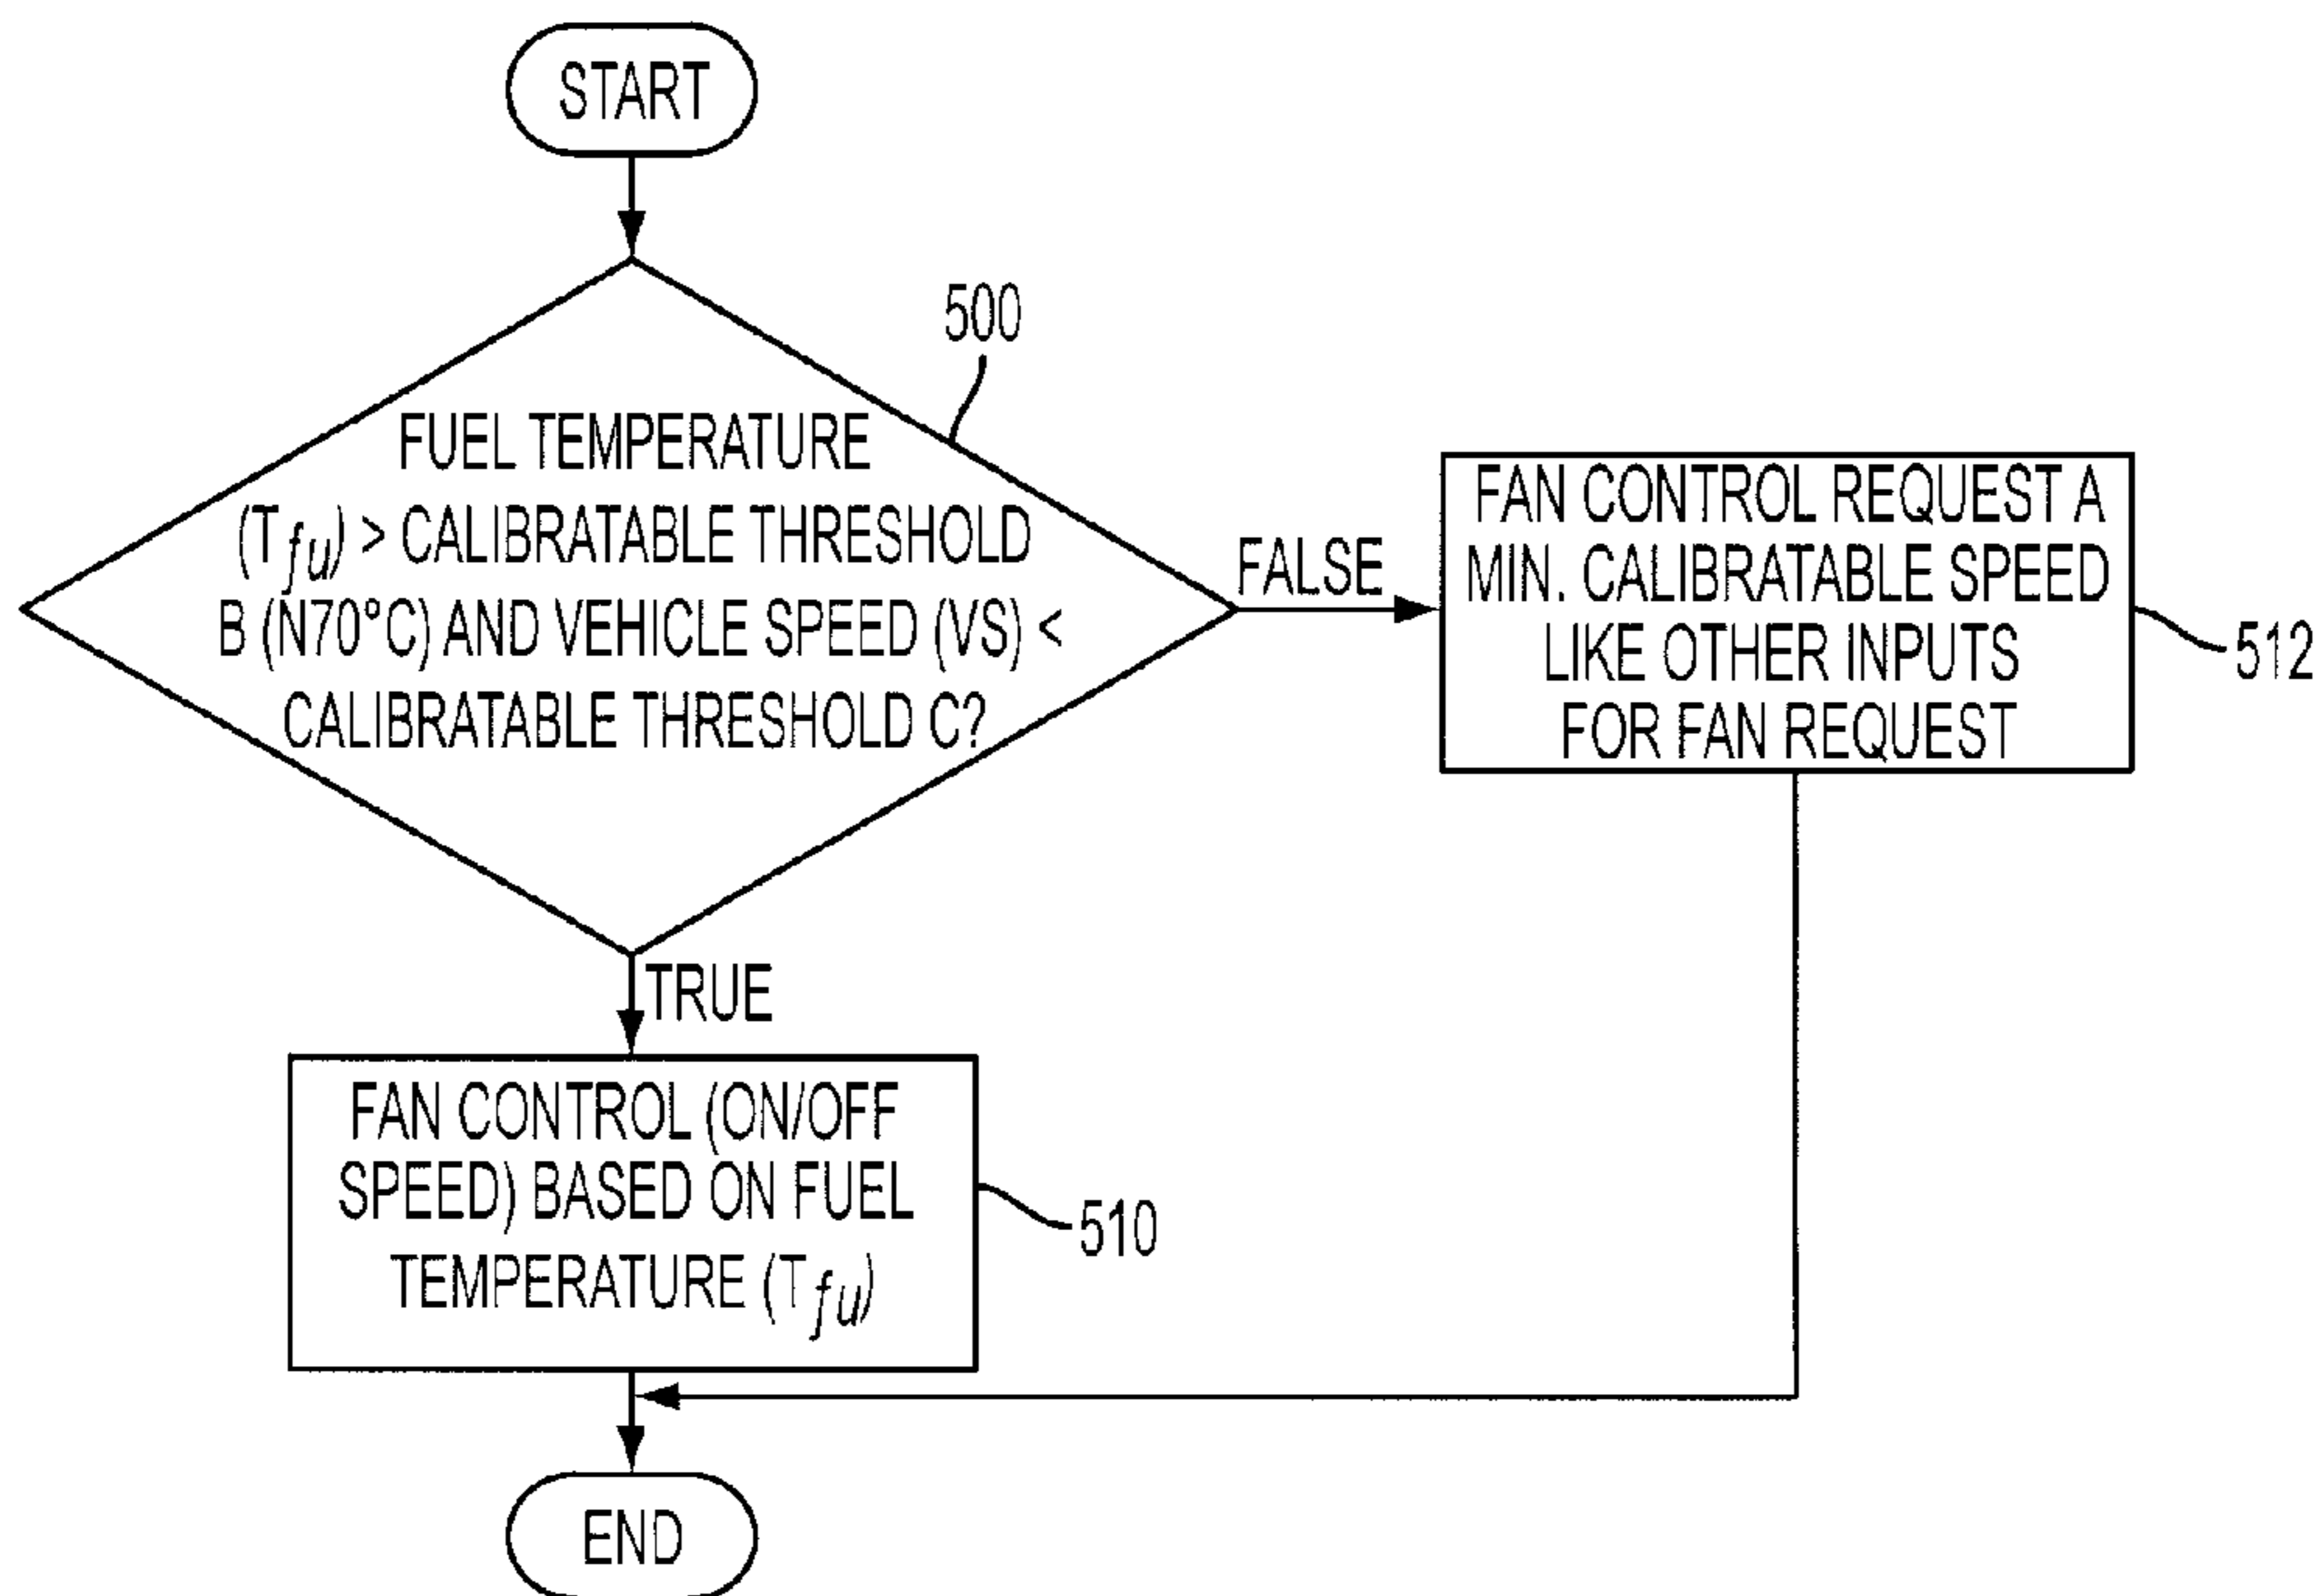 START
500
FUEL TEMPERATURE
(Tfu) > CALIBRATABLE THRESHOLD
B (N70°C) AND VEHICLE SPEED (VS) <
CALIBRATABLE THRESHOLD C?
FALSE
FAN CONTROL REQUEST A
MIN. CALIBRATABLE SPEED
LIKE OTHER INPUTS
FOR FAN REQUEST
512
TRUE
FAN CONTROL (ON/OFF
SPEED) BASED ON FUEL
TEMPERATURE (Tfu)
510
END